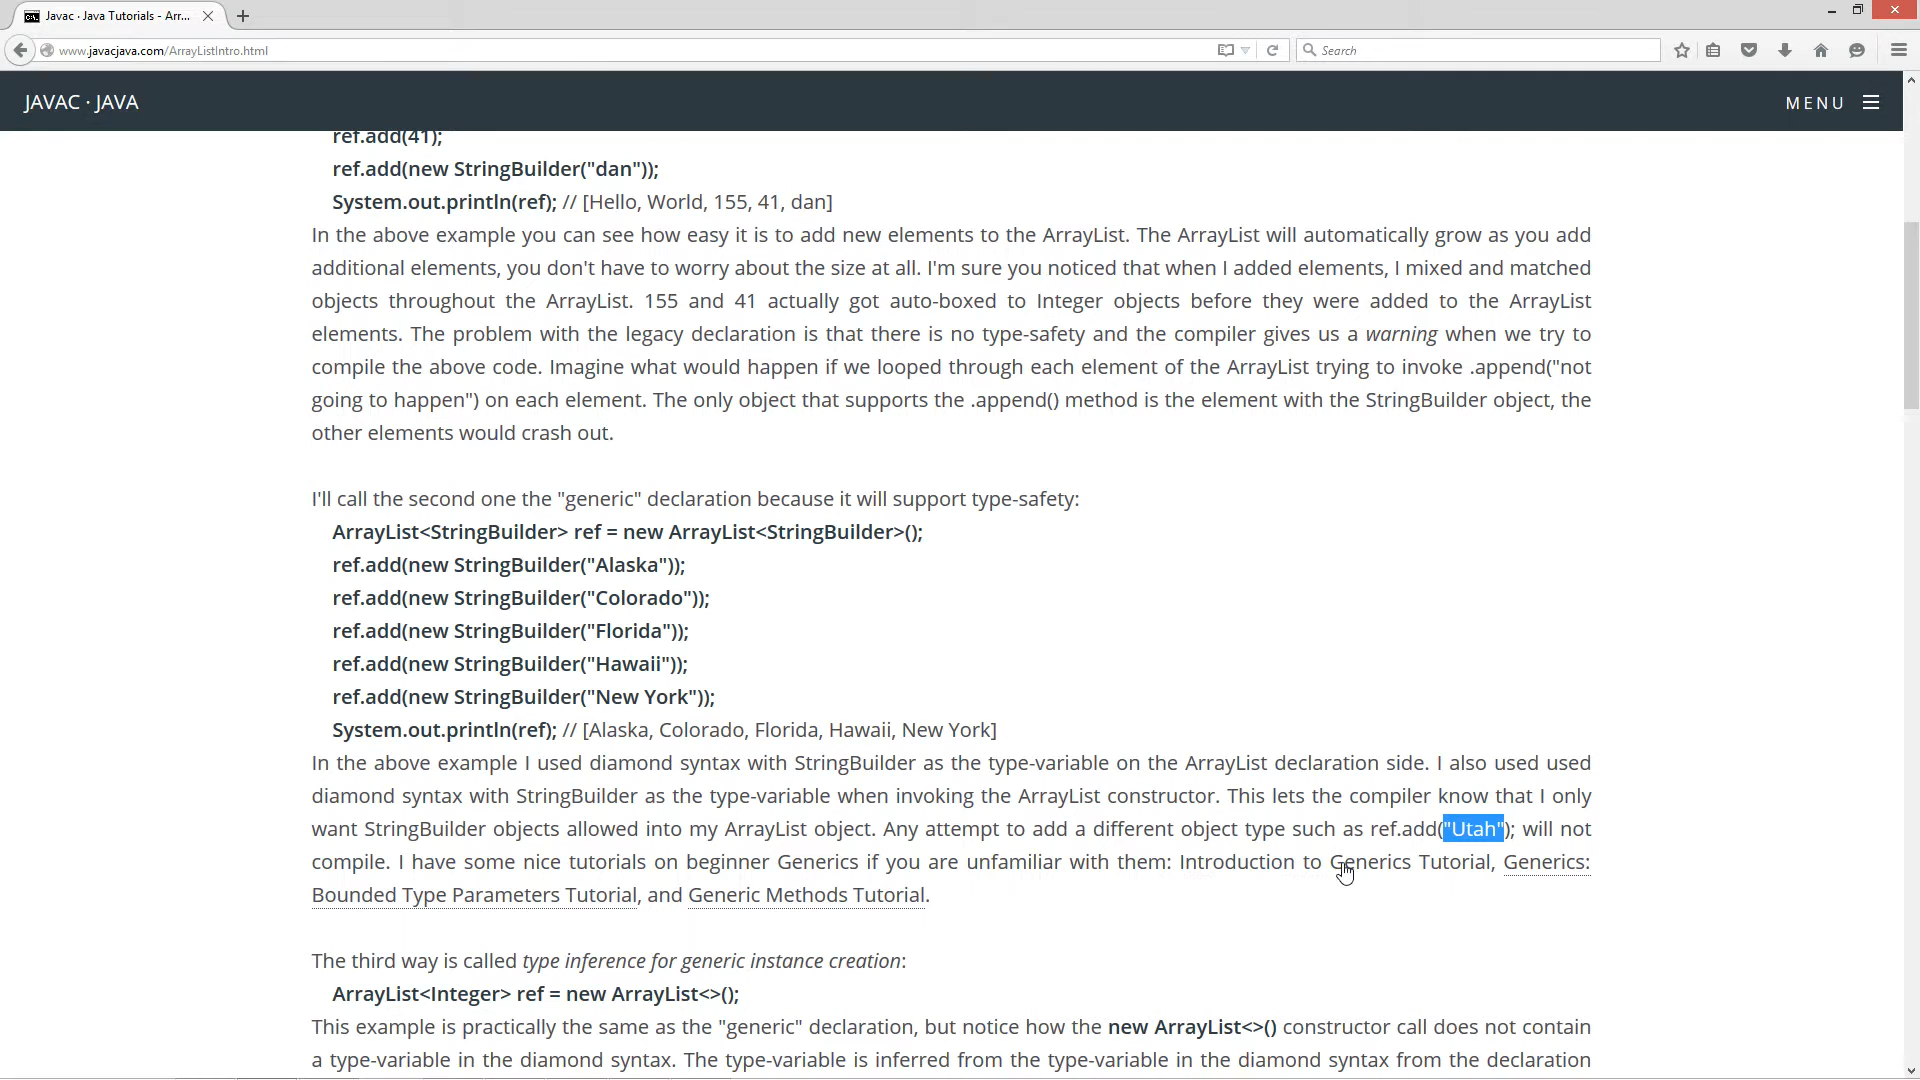 Javac · Java Tutorials - Arr...
www.javacjava.com/ArrayListIntro.html
Search
JAVAC · JAVA
MENU
ref.add(41);
ref.add(new StringBuilder("dan"));
System.out.println(ref); // [Hello, World, 155, 41, dan]
In the above example you can see how easy it is to add new elements to the ArrayList. The ArrayList will automatically grow as you add
additional elements, you don't have to worry about the size at all. I'm sure you noticed that when I added elements, I mixed and matched
objects throughout the ArrayList. 155 and 41 actually got auto-boxed to Integer objects before they were added to the ArrayList
elements. The problem with the legacy declaration is that there is no type-safety and the compiler gives us a warning when we try to
compile the above code. Imagine what would happen if we looped through each element of the ArrayList trying to invoke .append("not
going to happen") on each element. The only object that supports the .append() method is the element with the StringBuilder object, the
other elements would crash out.
I'll call the second one the "generic" declaration because it will support type-safety:
ArrayList<StringBuilder> ref = new ArrayList<StringBuilder>();
ref.add(new StringBuilder("Alaska"));
ref.add(new StringBuilder("Colorado"));
ref.add(new StringBuilder("Florida"));
ref.add(new StringBuilder("Hawaii"));
ref.add(new StringBuilder("New York"));
System.out.println(ref); // [Alaska, Colorado, Florida, Hawaii, New York]
In the above example I used diamond syntax with StringBuilder as the type-variable on the ArrayList declaration side. I also used used
diamond syntax with StringBuilder as the type-variable when invoking the ArrayList constructor. This lets the compiler know that I only
want StringBuilder objects allowed into my ArrayList object. Any attempt to add a different object type such as ref.add("Utah"); will not
compile. I have some nice tutorials on beginner Generics if you are unfamiliar with them: Introduction to Generics Tutorial, Generics:
Bounded Type Parameters Tutorial, and Generic Methods Tutorial.
The third way is called type inference for generic instance creation:
ArrayList<Integer> ref = new ArrayList<>();
This example is practically the same as the "generic" declaration, but notice how the new ArrayList<>() constructor call does not contain
a type-variable in the diamond syntax. The type-variable is inferred from the type-variable in the diamond syntax from the declaration